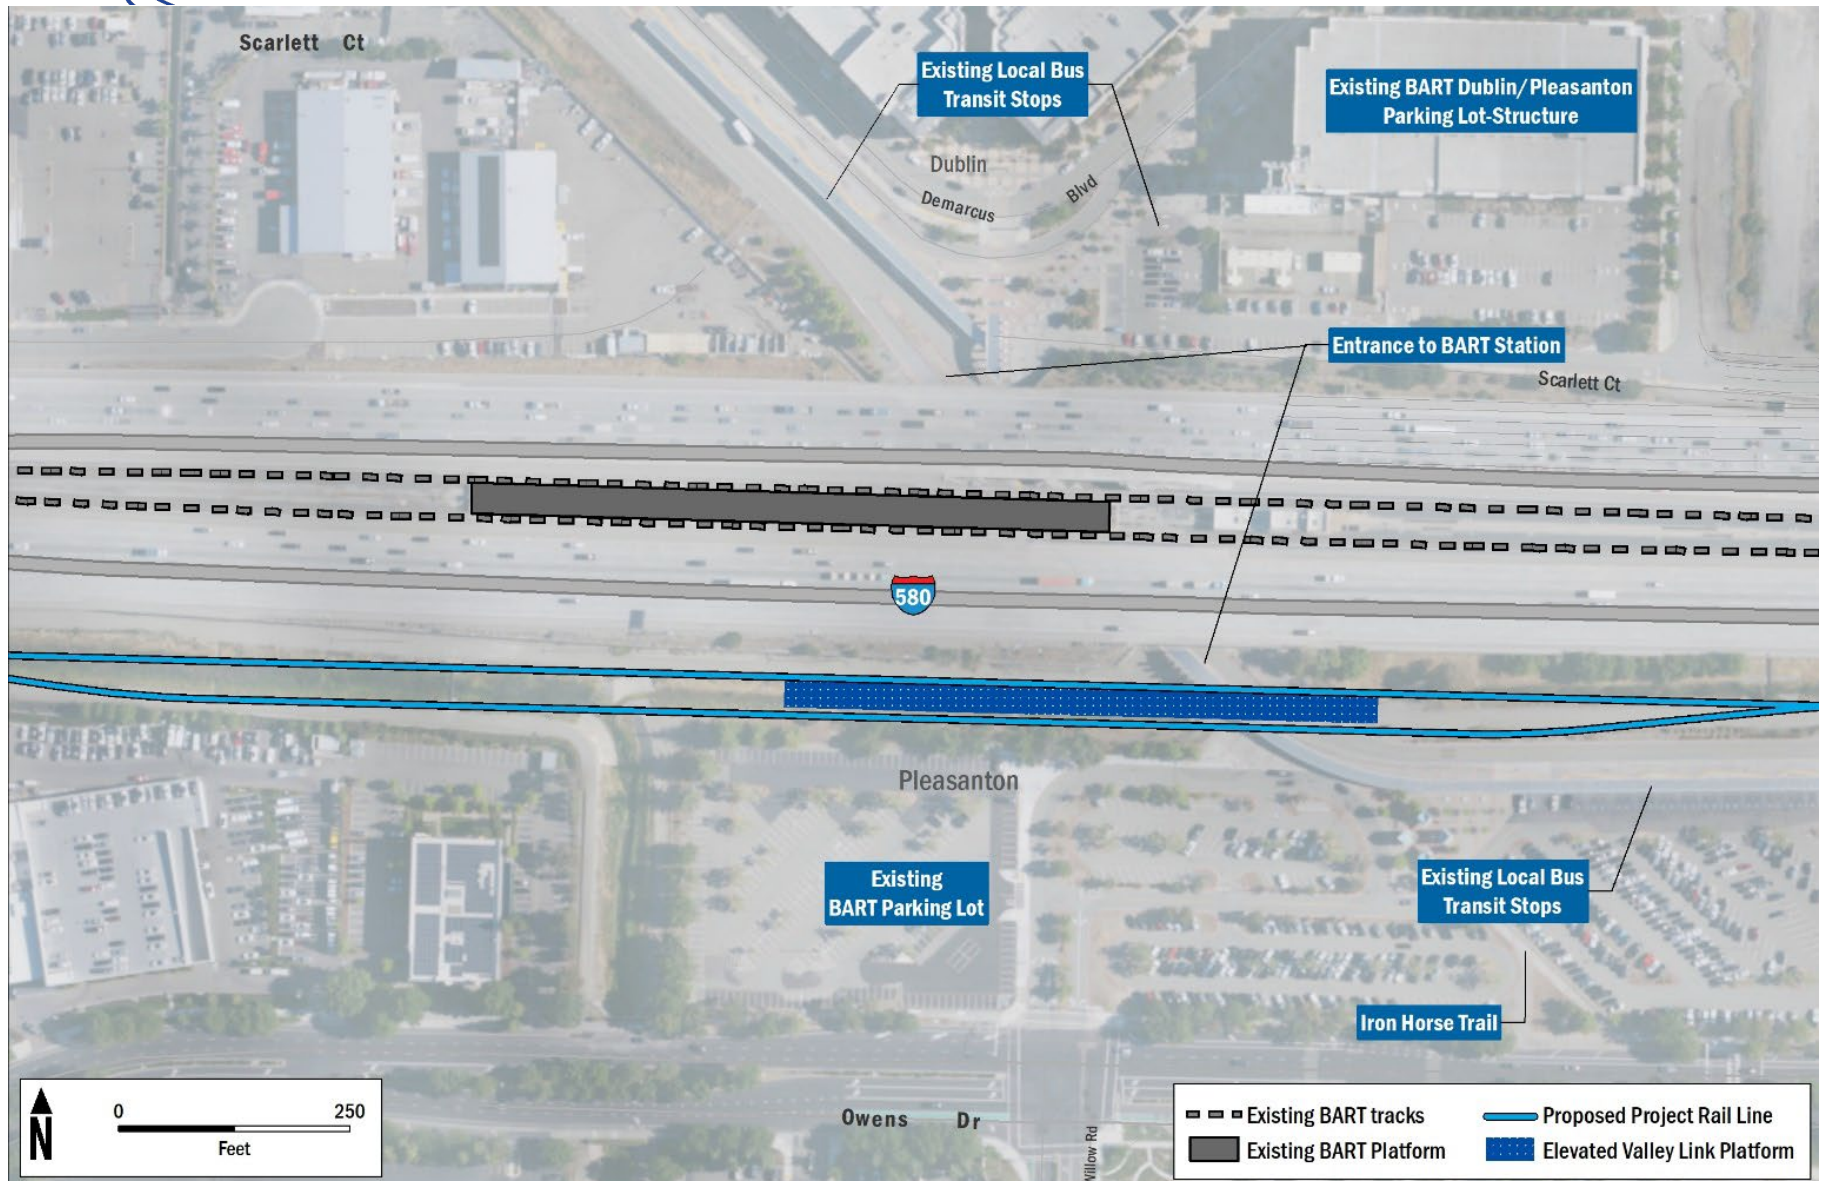 Scarlett Ct
Existing Local Bus
Transit Stops
Existing BART Dublin/Pleasanton
Parking Lot-Structure
Dublin
Demarcus
Blvd
Entrance to BART Station
Scarlett Ct
580
Pleasanton
Existing
BART Parking Lot
Existing Local Bus
Transit Stops
Iron Horse Trail
Owens Dr
Willow Rd
N
0 250
Feet
Existing BART tracks
Existing BART Platform
Proposed Project Rail Line
Elevated Valley Link Platform